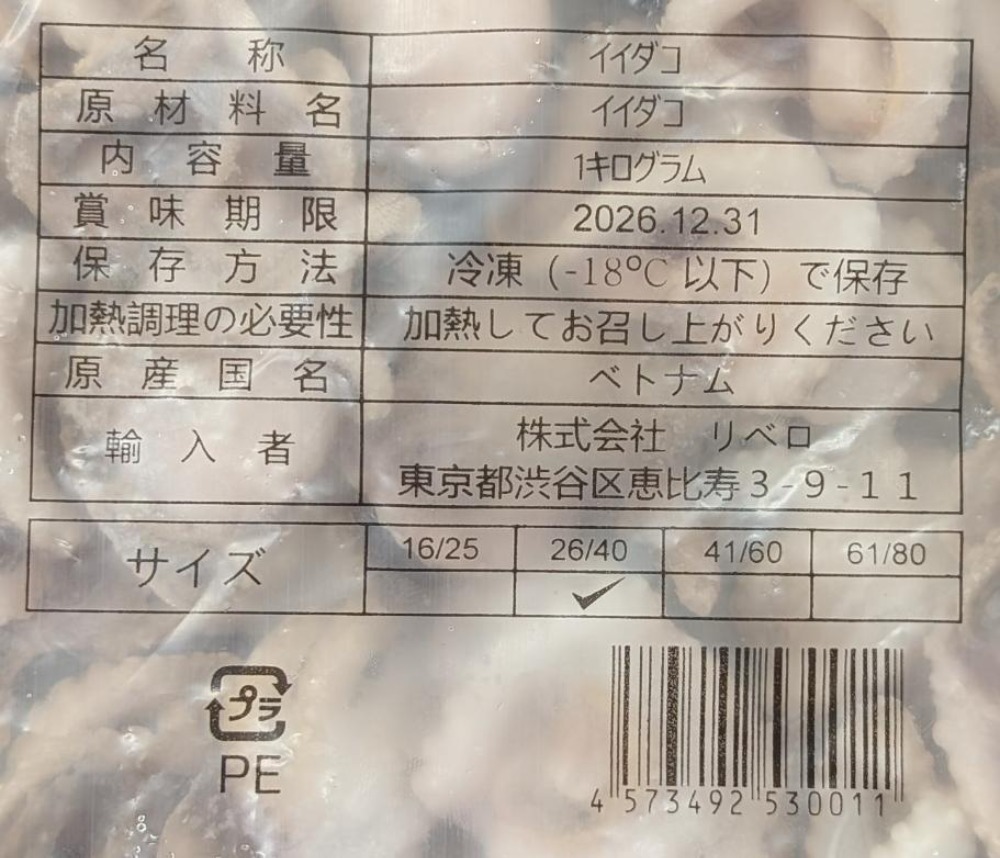 名称 イイダコ
原材料名 イイダコ
内容量 1キログラム
賞味期限 2026.12.31
保存方法 冷凍（-18℃ 以下）で保存
加熱調理の必要性 加熱してお召し上がりください
原産国名 ベトナム
輸入者 株式会社 リベロ
東京都渋谷区恵比寿3-9-11
サイズ 16/25 26/40 41/60 61/80
✓
プラ
PE
4 573492 530011